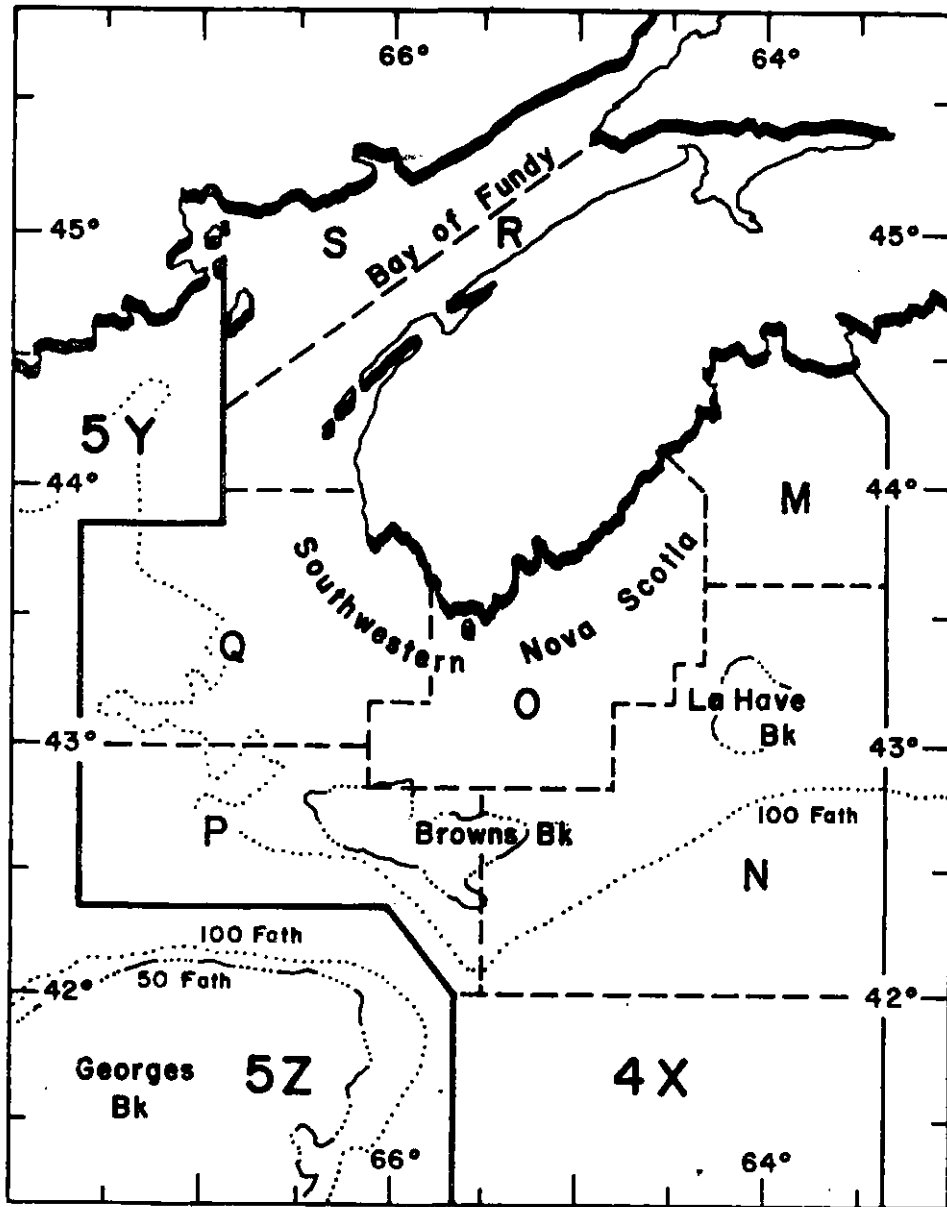 66°
64°
Bay of Fundy
S
R
45°
45°
5 Y
44°
44°
M
Southwestern Nova Scotia
Q
O
La Have
Bk
43°
43°
P
Browns Bk
100 Fath
N
100 Fath
50 Fath
42°
42°
Georges
Bk
5Z
4X
66°
64°